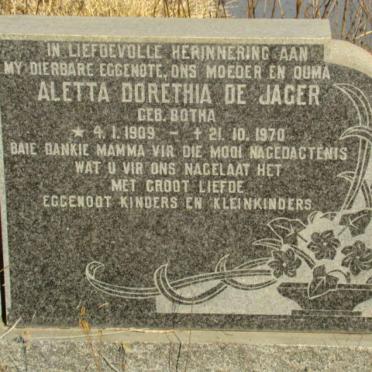 IN LIEFDEVOLLE HERINNERING AAN
MY DIERBARE EGGENOTE, ONS MOEDER EN OUMA
ALETTA DORETHIA DE JAGER
GEB. BOTHA
★ 4.1.1909 - ✝ 21.10.1970
BAIE DANKIE MAMMA VIR DIE MOOI NAGEDAGTENIS
WAT U VIR ONS NAGELAAT HET
MET GROOT LIEFDE
EGGENOOT KINDERS EN KLEINKINDERS